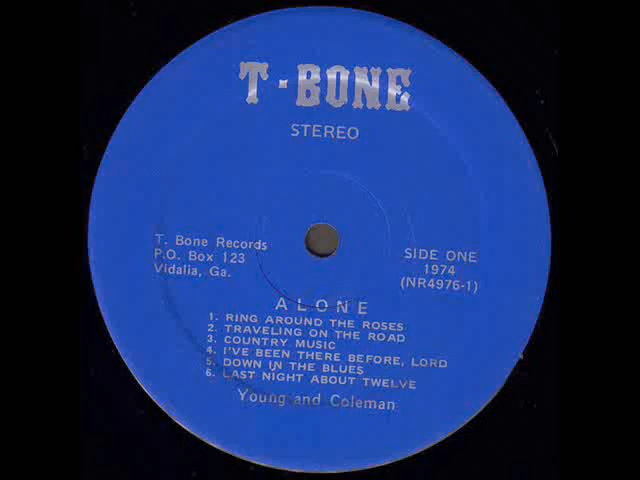 T-BONE
STEREO
T. Bone Records
P.O. Box 123
Vidalia, Ga.
SIDE ONE
1974
(NR4976-1)
ALONE
1. RING AROUND THE ROSES
2. TRAVELING ON THE ROAD
3. COUNTRY MUSIC
4. I'VE BEEN THERE BEFORE, LORD
5. DOWN IN THE BLUES
6. LAST NIGHT ABOUT TWELVE
Young and Coleman